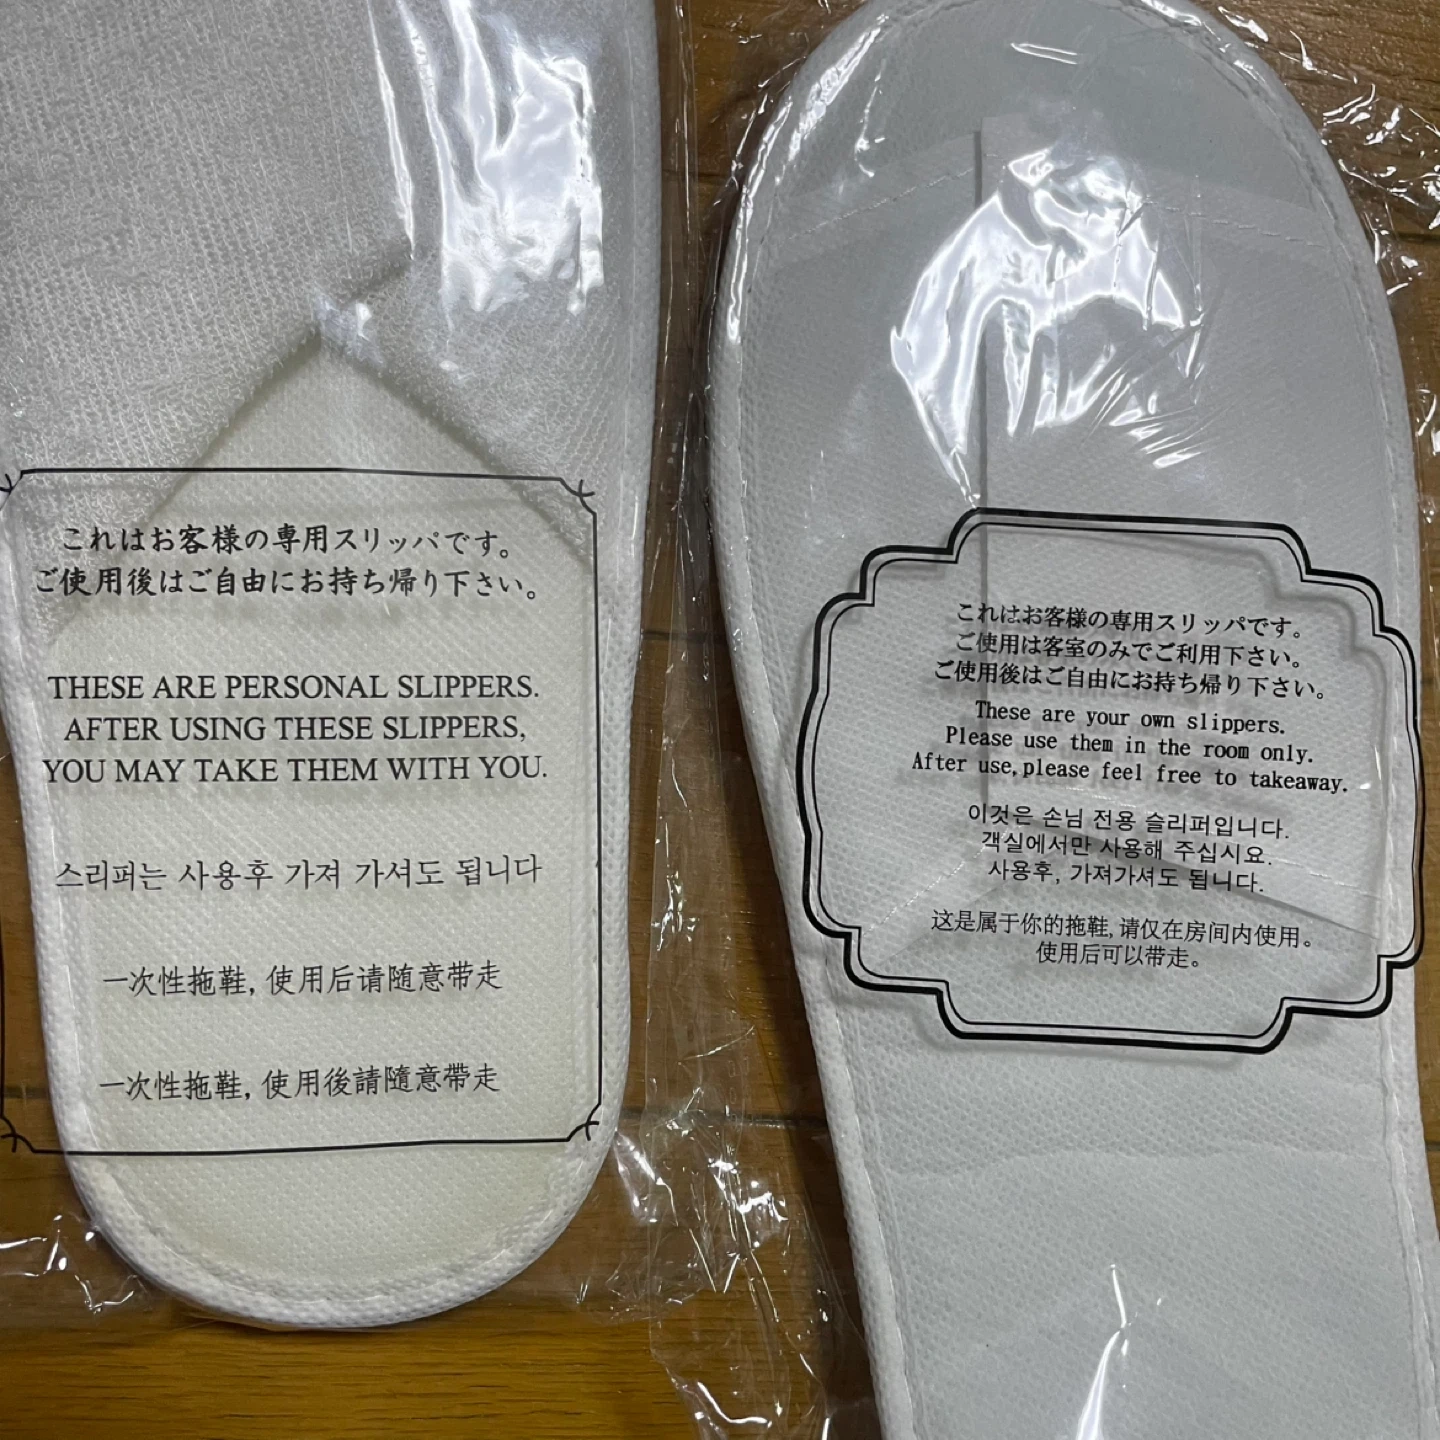 これはお客様の専用スリッパです。
ご使用後はご自由にお持ち帰り下さい。
THESE ARE PERSONAL SLIPPERS.
AFTER USING THESE SLIPPERS,
YOU MAY TAKE THEM WITH YOU.
스리퍼는 사용후 가져 가셔도 됩니다
一次性拖鞋, 使用后请随意带走
一次性拖鞋, 使用後請隨意帶走
これはお客様の専用スリッパです。
ご使用は客室のみでご利用下さい。
ご使用後はご自由にお持ち帰り下さい。
These are your own slippers.
Please use them in the room only.
After use,please feel free to takeaway.
이것은 손님 전용 슬리퍼입니다.
객실에서만 사용해 주십시요.
사용후, 가져가셔도 됩니다.
这是属于你的拖鞋,请仅在房间内使用。
使用后可以带走。